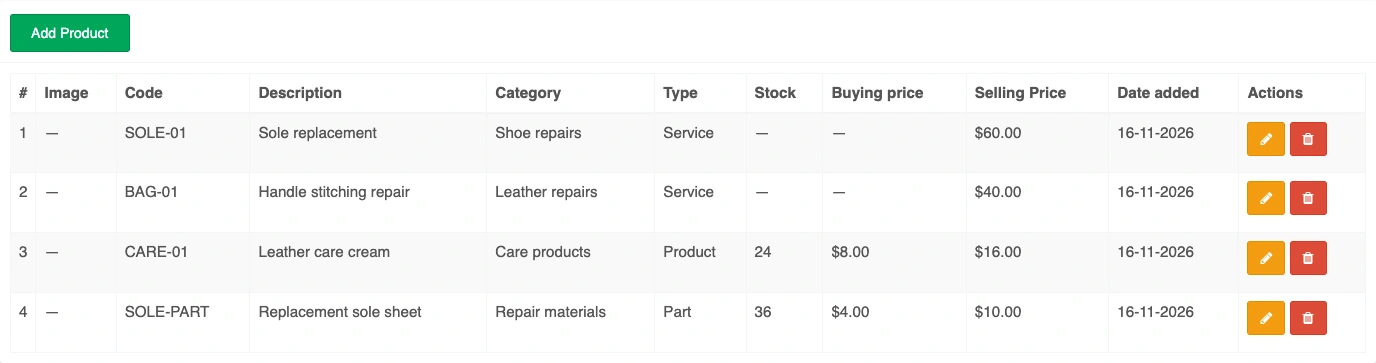 Add Product
# Image Code Description Category Type Stock Buying price Selling Price Date added Actions
1 — SOLE-01 Sole replacement Shoe repairs Service — — $60.00 16-11-2026
2 — BAG-01 Handle stitching repair Leather repairs Service — — $40.00 16-11-2026
3 — CARE-01 Leather care cream Care products Product 24 $8.00 $16.00 16-11-2026
4 — SOLE-PART Replacement sole sheet Repair materials Part 36 $4.00 $10.00 16-11-2026